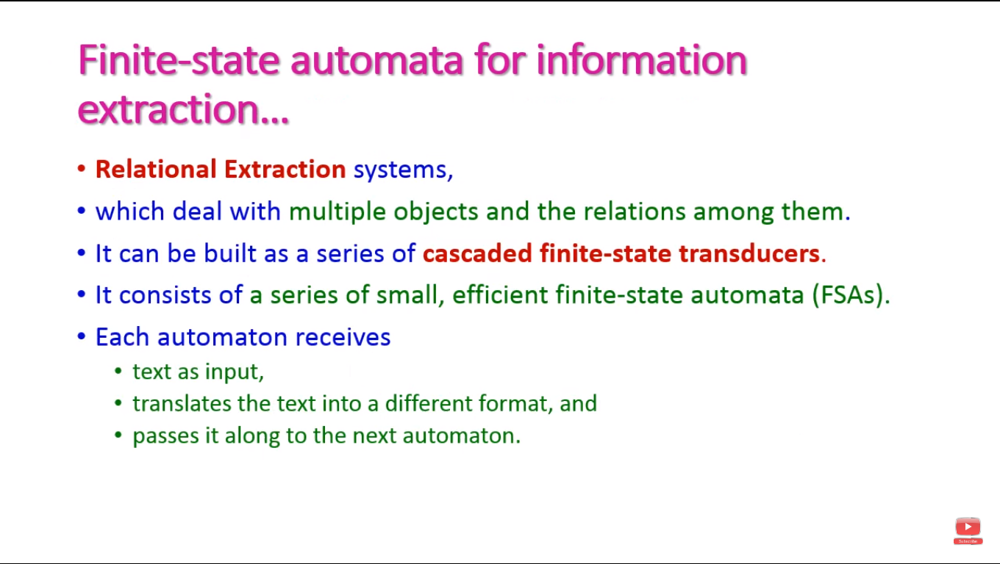 Finite-state automata for information
extraction...
• Relational Extraction systems,
• which deal with multiple objects and the relations among them.
• It can be built as a series of cascaded finite-state transducers.
• It consists of a series of small, efficient finite-state automata (FSAs).
• Each automaton receives
• text as input,
• translates the text into a different format, and
• passes it along to the next automaton.
Subscribe